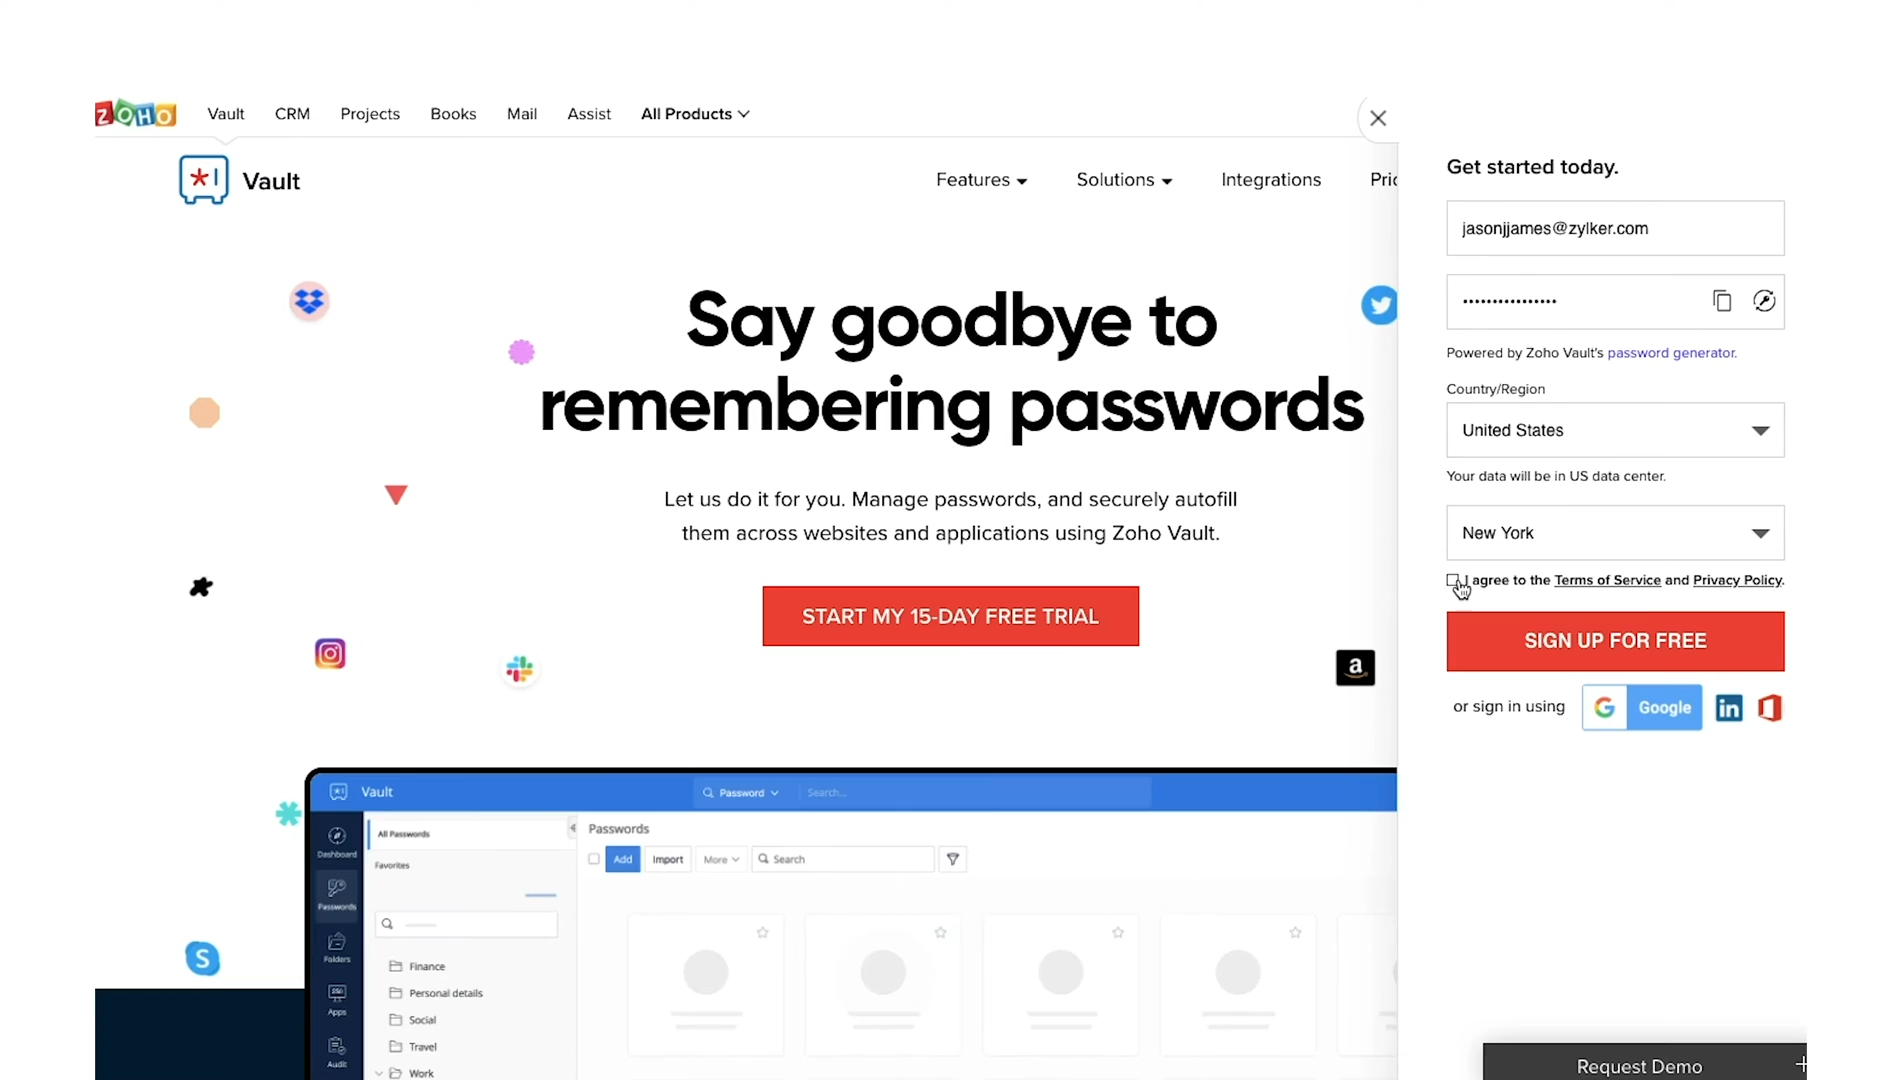 ZOHO
Vault CRM Projects Books Mail Assist All Products
Vault
Features Solutions Integrations Pric
Say goodbye to
remembering passwords
Let us do it for you. Manage passwords, and securely autofill
them across websites and applications using Zoho Vault.
START MY 15-DAY FREE TRIAL
a
S
Vault
Password Search...
Dashboard
Passwords
Folders
Apps
Audit
All Passwords
Favorites
Finance
Personal details
Social
Travel
Work
Passwords
Add Import More Search
Get started today.
jasonjjames@zylker.com
••••••••••••••••
Powered by Zoho Vault's password generator.
Country/Region
United States
Your data will be in US data center.
New York
I agree to the Terms of Service and Privacy Policy.
SIGN UP FOR FREE
or sign in using G Google in
Request Demo +